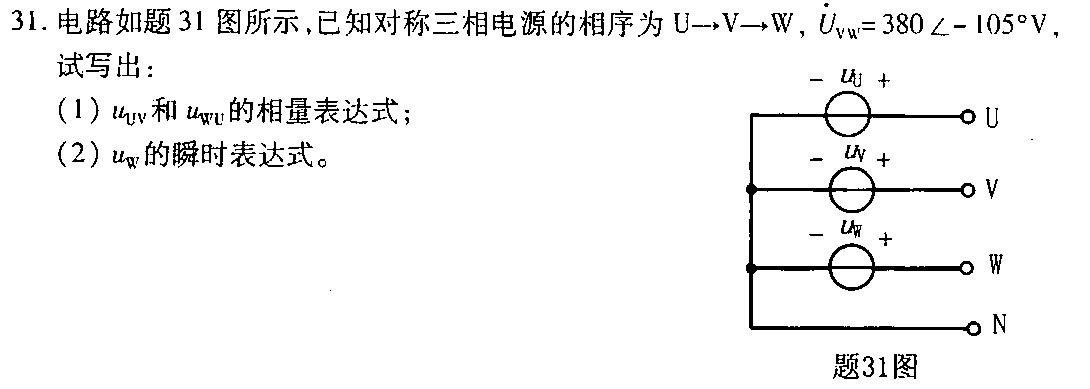 31. 电路如题31图所示,已知对称三相电源的相序为 U→V→W, U̇vw=380∠-105°V,
试写出:
(1) uUV和 uWU的相量表达式;
(2) uW的瞬时表达式。
- uU +
U
- uV +
V
- uW +
W
N
题31图